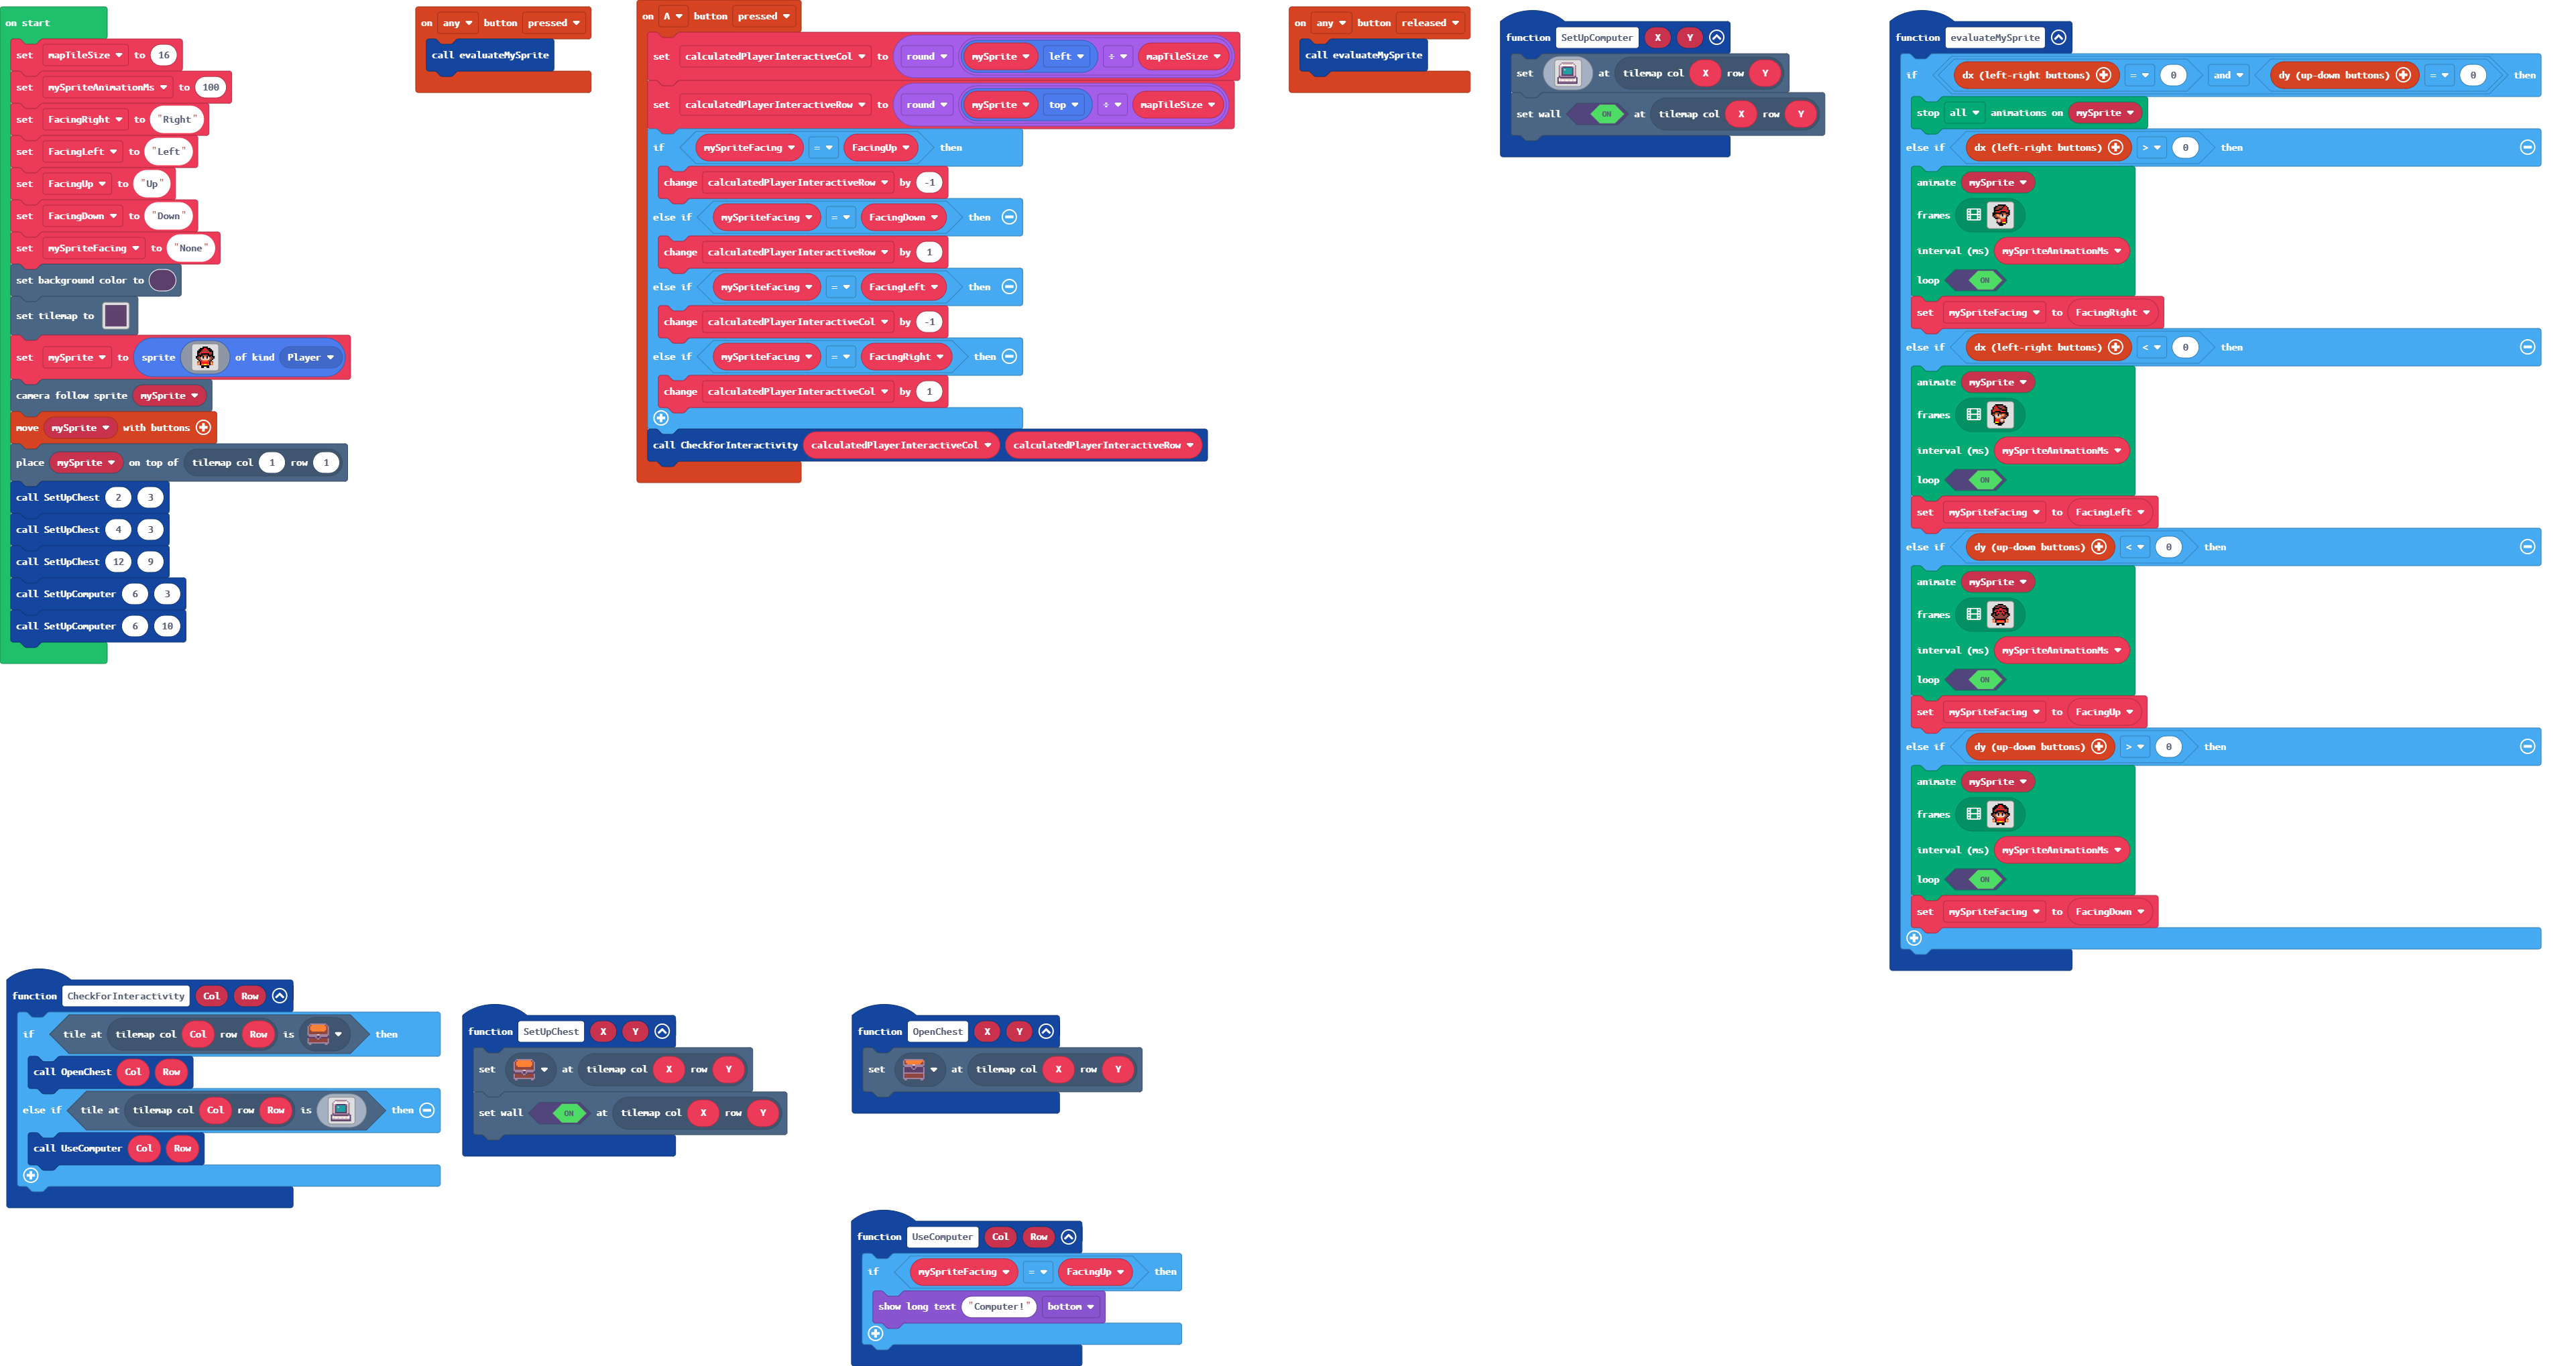 on start
set mapTileSize to 16
set mySpriteAnimationMs to 100
set FacingRight to "Right"
set FacingLeft to "Left"
set FacingUp to "Up"
set FacingDown to "Down"
set mySpriteFacing to "None"
set background color to
set tilemap to
set mySprite to sprite of kind Player
camera follow sprite mySprite
move mySprite with buttons
place mySprite on top of tilemap col 1 row 1
call SetUpChest 2 3
call SetUpChest 4 3
call SetUpChest 12 9
call SetUpComputer 6 3
call SetUpComputer 6 10
on any button pressed
call evaluateMySprite
on A button pressed
set calculatedPlayerInteractiveCol to round mySprite left ÷ mapTileSize
set calculatedPlayerInteractiveRow to round mySprite top ÷ mapTileSize
if mySpriteFacing = FacingUp then
change calculatedPlayerInteractiveRow by -1
else if mySpriteFacing = FacingDown then
change calculatedPlayerInteractiveRow by 1
else if mySpriteFacing = FacingLeft then
change calculatedPlayerInteractiveCol by -1
else if mySpriteFacing = FacingRight then
change calculatedPlayerInteractiveCol by 1
call CheckForInteractivity calculatedPlayerInteractiveCol calculatedPlayerInteractiveRow
on any button released
call evaluateMySprite
function SetUpComputer X Y
set at tilemap col X row Y
set wall ON at tilemap col X row Y
function evaluateMySprite
if dx (left-right buttons) = 0 and dy (up-down buttons) = 0 then
stop all animations on mySprite
else if dx (left-right buttons) > 0 then
animate mySprite
frames
interval (ms) mySpriteAnimationMs
loop ON
set mySpriteFacing to FacingRight
else if dx (left-right buttons) < 0 then
animate mySprite
frames
interval (ms) mySpriteAnimationMs
loop ON
set mySpriteFacing to FacingLeft
else if dy (up-down buttons) < 0 then
animate mySprite
frames
interval (ms) mySpriteAnimationMs
loop ON
set mySpriteFacing to FacingUp
else if dy (up-down buttons) > 0 then
animate mySprite
frames
interval (ms) mySpriteAnimationMs
loop ON
set mySpriteFacing to FacingDown
function CheckForInteractivity Col Row
if tile at tilemap col Col row Row is then
call OpenChest Col Row
else if tile at tilemap col Col row Row is then
call UseComputer Col Row
function SetUpChest X Y
set at tilemap col X row Y
set wall ON at tilemap col X row Y
function OpenChest X Y
set at tilemap col X row Y
function UseComputer Col Row
if mySpriteFacing = FacingUp then
show long text "Computer!" bottom